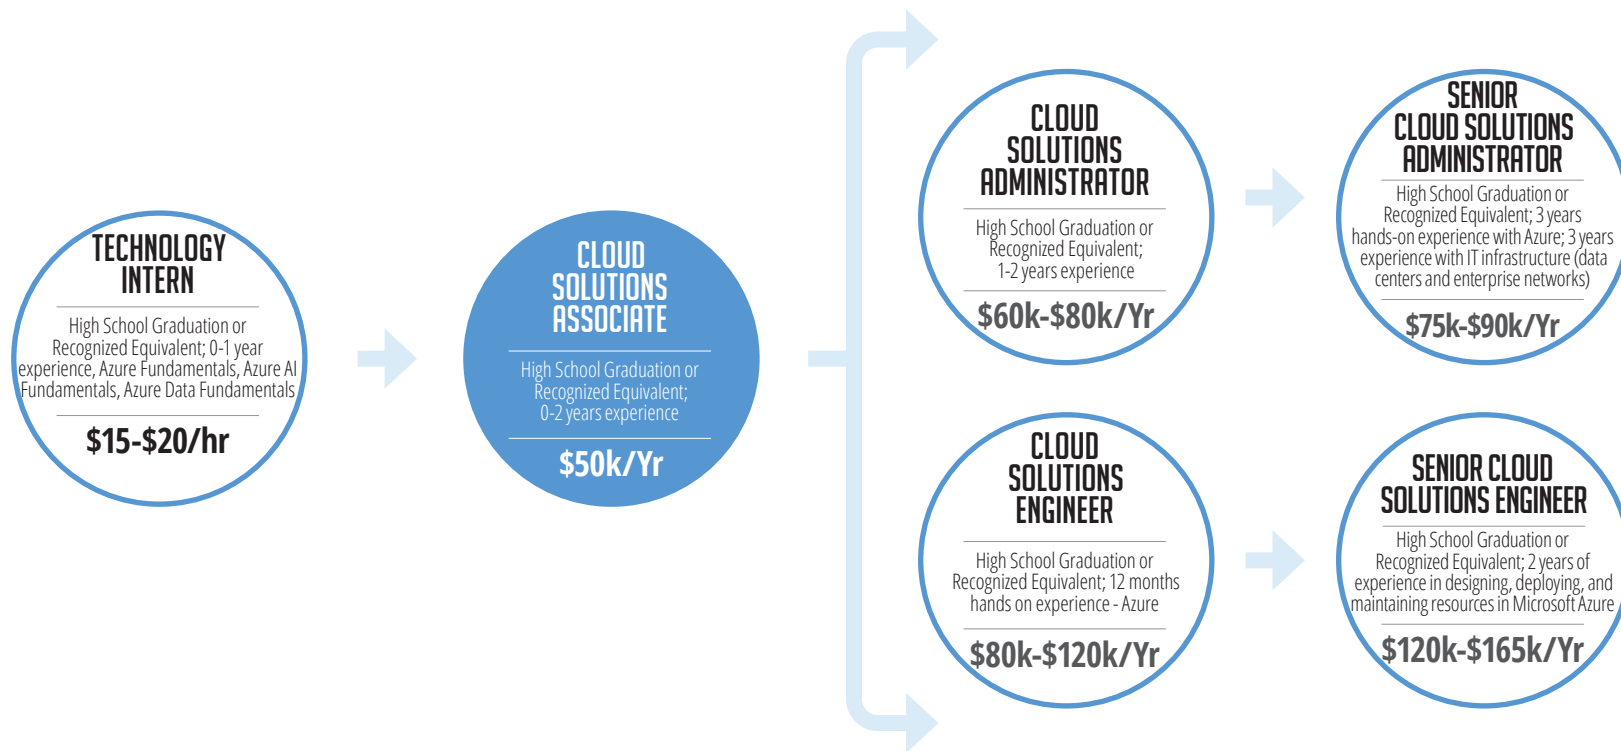 TECHNOLOGY
INTERN
High School Graduation or
Recognized Equivalent; 0-1 year
experience, Azure Fundamentals, Azure AI
Fundamentals, Azure Data Fundamentals
$15-$20/hr
CLOUD
SOLUTIONS
ASSOCIATE
High School Graduation or
Recognized Equivalent;
0-2 years experience
$50k/Yr
CLOUD
SOLUTIONS
ADMINISTRATOR
High School Graduation or
Recognized Equivalent;
1-2 years experience
$60k-$80k/Yr
SENIOR
CLOUD SOLUTIONS
ADMINISTRATOR
High School Graduation or
Recognized Equivalent; 3 years
hands-on experience with Azure; 3 years
experience with IT infrastructure (data
centers and enterprise networks)
$75k-$90k/Yr
CLOUD
SOLUTIONS
ENGINEER
High School Graduation or
Recognized Equivalent; 12 months
hands on experience - Azure
$80k-$120k/Yr
SENIOR CLOUD
SOLUTIONS ENGINEER
High School Graduation or
Recognized Equivalent; 2 years of
experience in designing, deploying, and
maintaining resources in Microsoft Azure
$120k-$165k/Yr